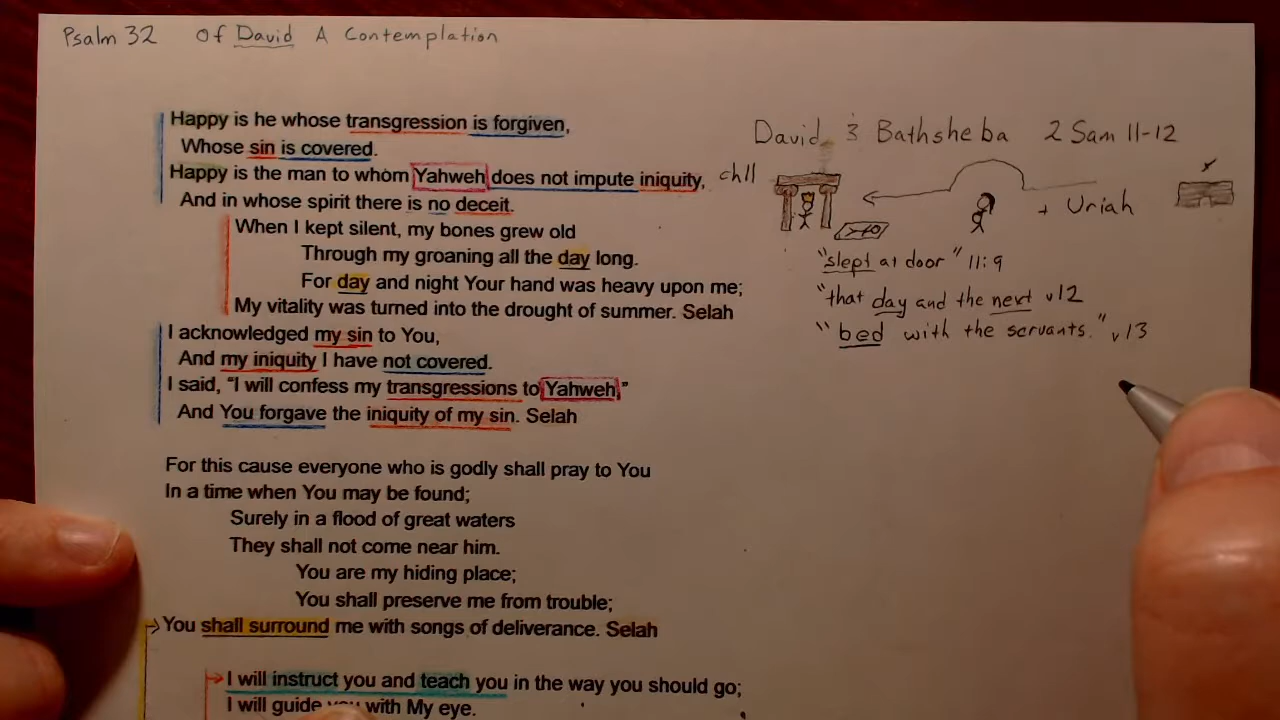 Psalm 32 Of David A Contemplation
Happy is he whose transgression is forgiven,
Whose sin is covered.
Happy is the man to whom Yahweh does not impute iniquity,
And in whose spirit there is no deceit.
When I kept silent, my bones grew old
Through my groaning all the day long.
For day and night Your hand was heavy upon me;
My vitality was turned into the drought of summer. Selah
I acknowledged my sin to You,
And my iniquity I have not covered.
I said, “I will confess my transgressions to Yahweh,”
And You forgave the iniquity of my sin. Selah
For this cause everyone who is godly shall pray to You
In a time when You may be found;
Surely in a flood of great waters
They shall not come near him.
You are my hiding place;
You shall preserve me from trouble;
You shall surround me with songs of deliverance. Selah
I will instruct you and teach you in the way you should go;
I will guide you with My eye.
David & Bathsheba 2 Sam 11-12
ch11
+ Uriah
"slept at door" 11:9
"that day and the next v12
"bed with the servants." v13